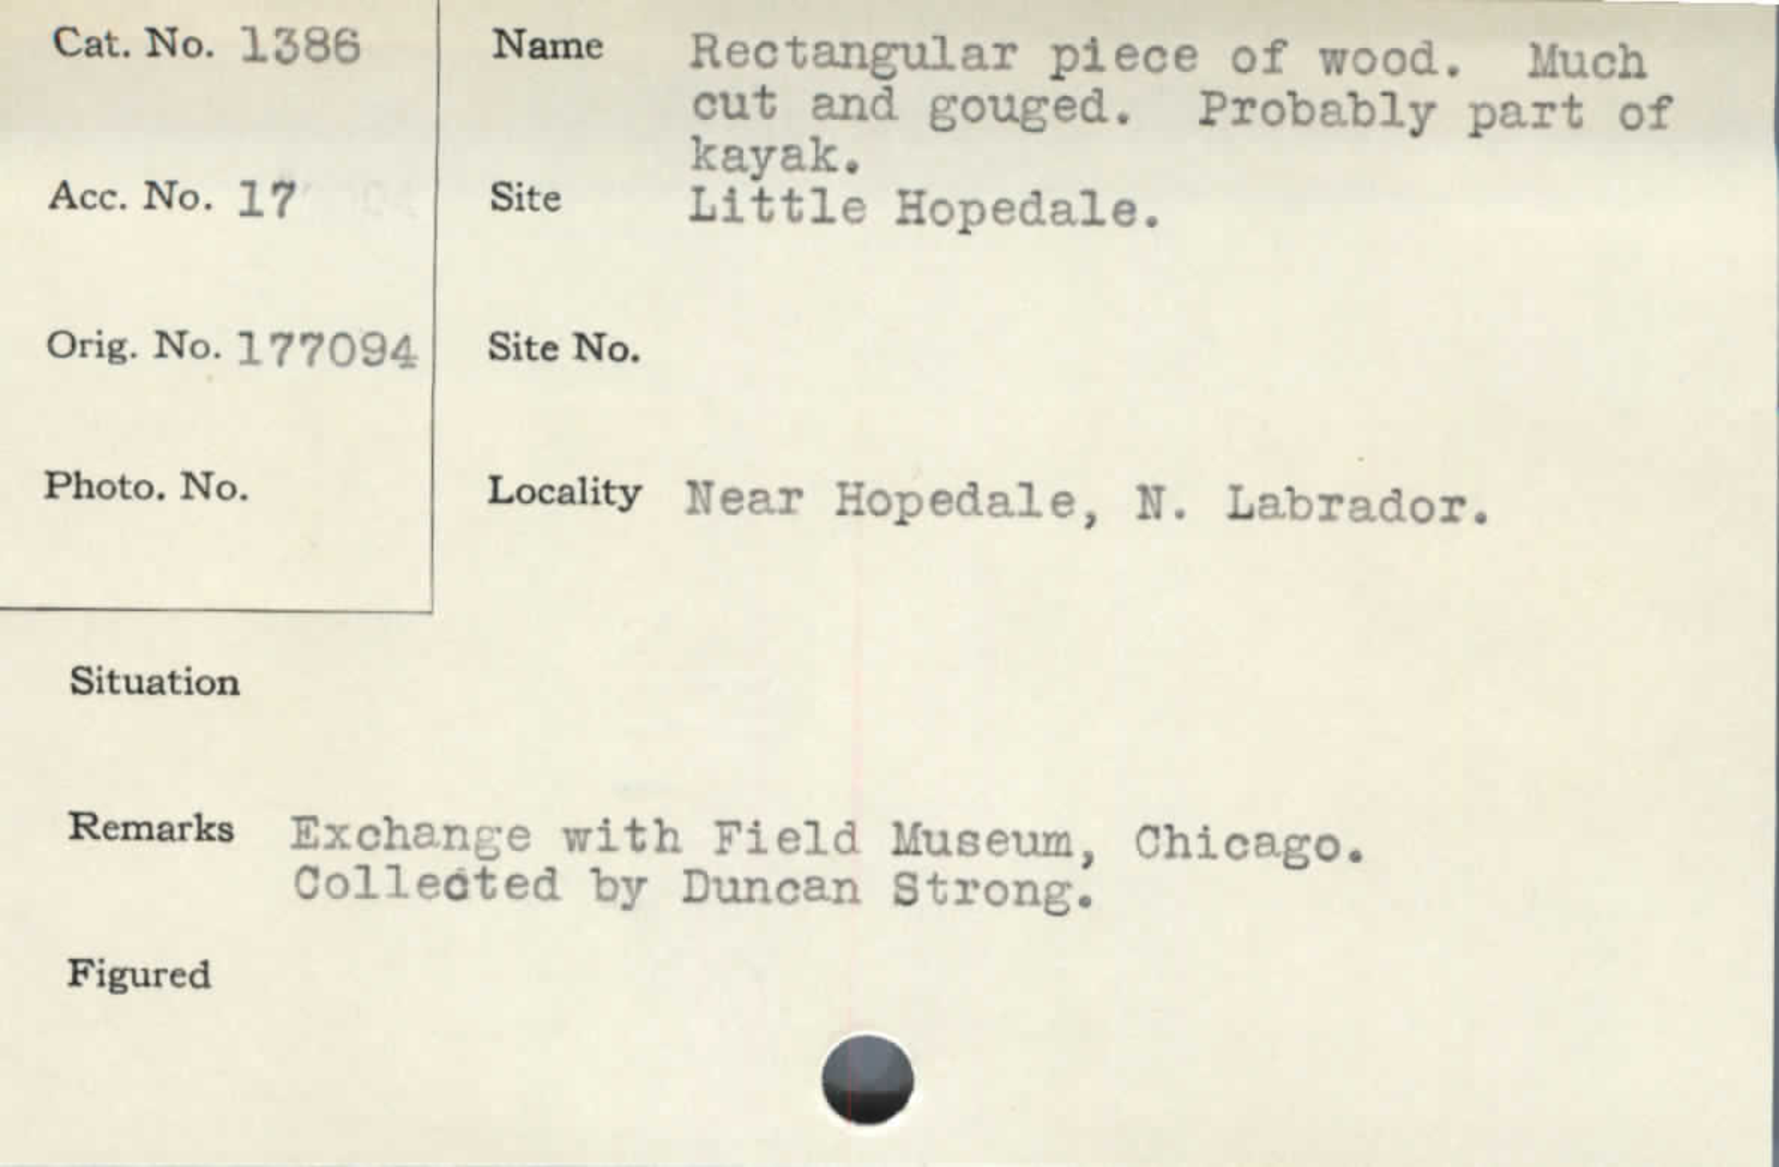 Cat. No. 1386
Name Rectangular piece of wood. Much
cut and gouged. Probably part of
kayak.
Acc. No. 17
Site Little Hopedale.
Orig. No. 177094
Site No.
Photo. No.
Locality Near Hopedale, N. Labrador.
Situation
Remarks Exchange with Field Museum, Chicago.
Collected by Duncan Strong.
Figured